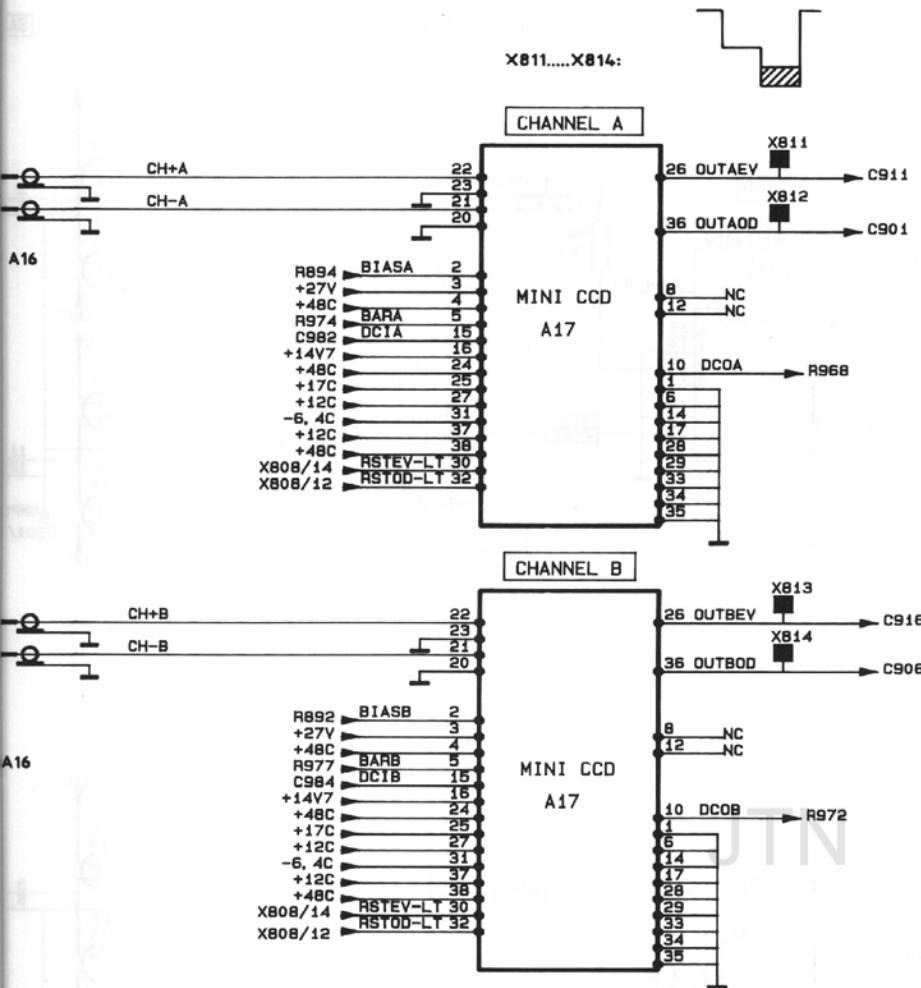 X811.....X814:
CHANNEL A
X811
CH+A 22 26 OUTAEV C911
23
CH-A 21 X812
20 36 OUTAOD C901
A16
R894 BIASA 2
+27V 3 8 NC
+48C 4 12 NC
MINI CCD
R974 BARA 5
A17
C982 DCIA 15
+14V7 16
+48C 24 10 DCOA R968
+17C 25 1
+12C 27 6
-6, 4C 31 14
+12C 37 17
+48C 38 28
X808/14 RSTEV-LT 30 29
X808/12 RSTOD-LT 32 33
34
35
CHANNEL B
X813
CH+B 22 26 OUTBEV
23
CH-B 21 X814
20 36 OUTBOD
A16
R892 BIASB 2
+27V 3 8 NC
+48C 4 12 NC
R977 BARB 5
MINI CCD
C984 DCIB 15
+14V7 16
A17
+48C 24 10 DCOB R972
+17C 25 1
+12C 27 6
-6, 4C 31 14
+12C 37 17
+48C 38 28
X808/14 RSTEV-LT 30 29
X808/12 RSTOD-LT 32 33
34
35
JTN